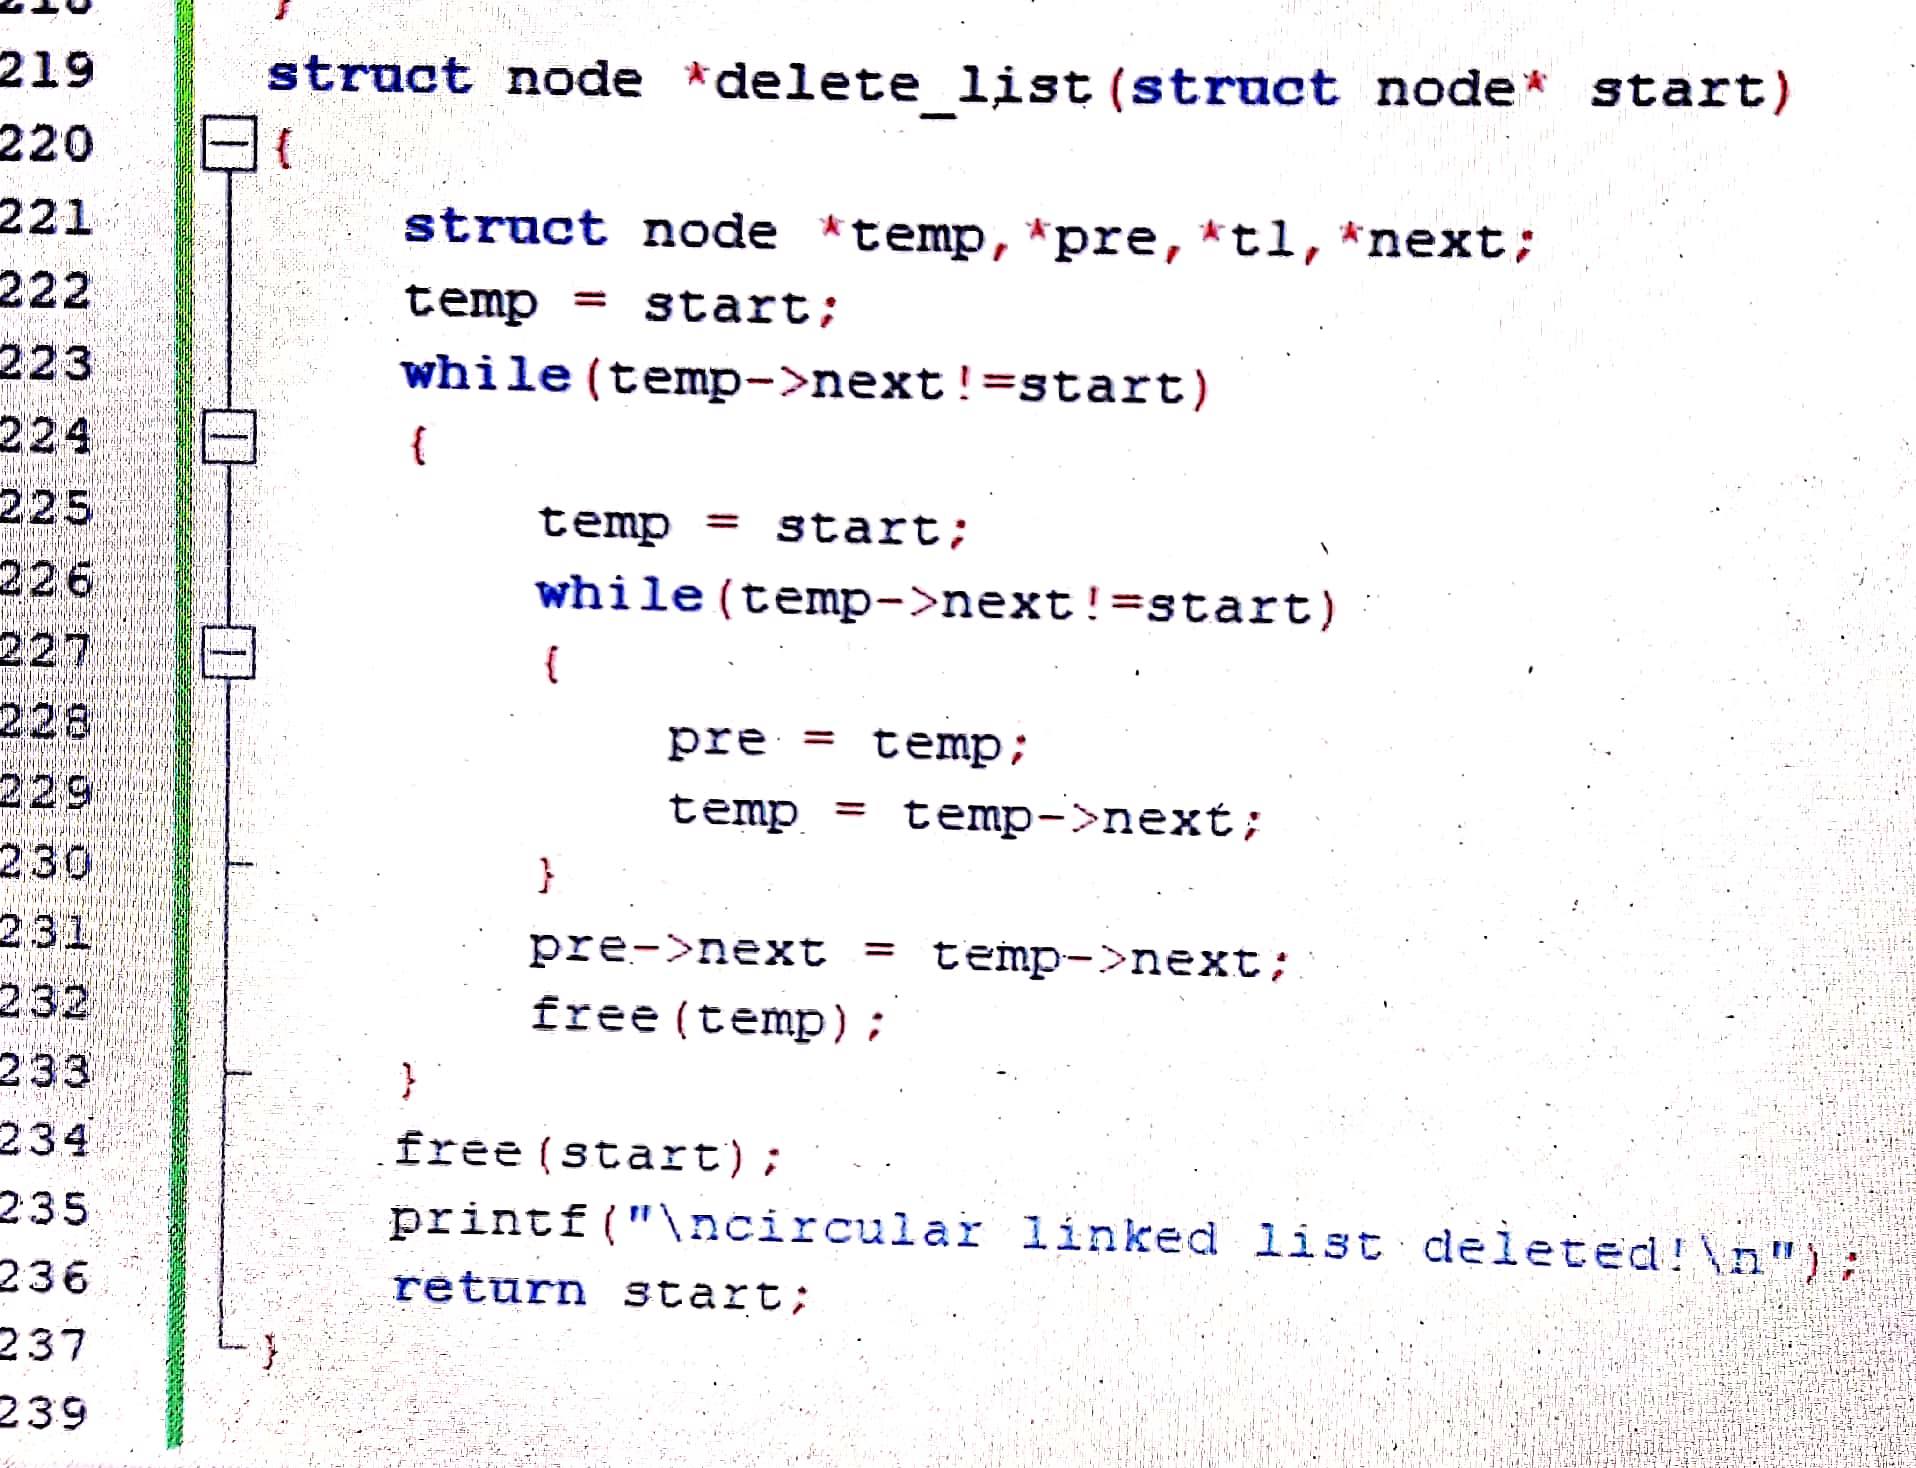 218 }
219 struct node *delete_list(struct node* start)
220 {
221 struct node *temp,*pre,*tl,*next;
222 temp = start;
223 while(temp->next!=start)
224 {
225 temp = start;
226 while(temp->next!=start)
227 {
228 pre = temp;
229 temp = temp->next;
230 }
231 pre->next = temp->next;
232 free(temp);
233 }
234 free(start);
235 printf("\ncircular linked list deleted!\n");
236 return start;
237 }
239